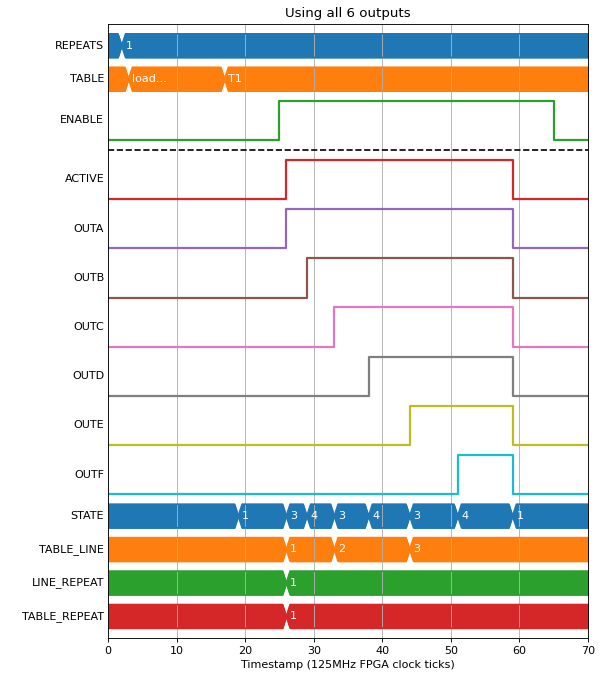 Using all 6 outputs
REPEATS 1
TABLE load... T1
ENABLE
ACTIVE
OUTA
OUTB
OUTC
OUTD
OUTE
OUTF
STATE 1 3 4 3 4 3 4 1
TABLE_LINE 1 2 3
LINE_REPEAT 1
TABLE_REPEAT 1
0 10 20 30 40 50 60 70
Timestamp (125MHz FPGA clock ticks)